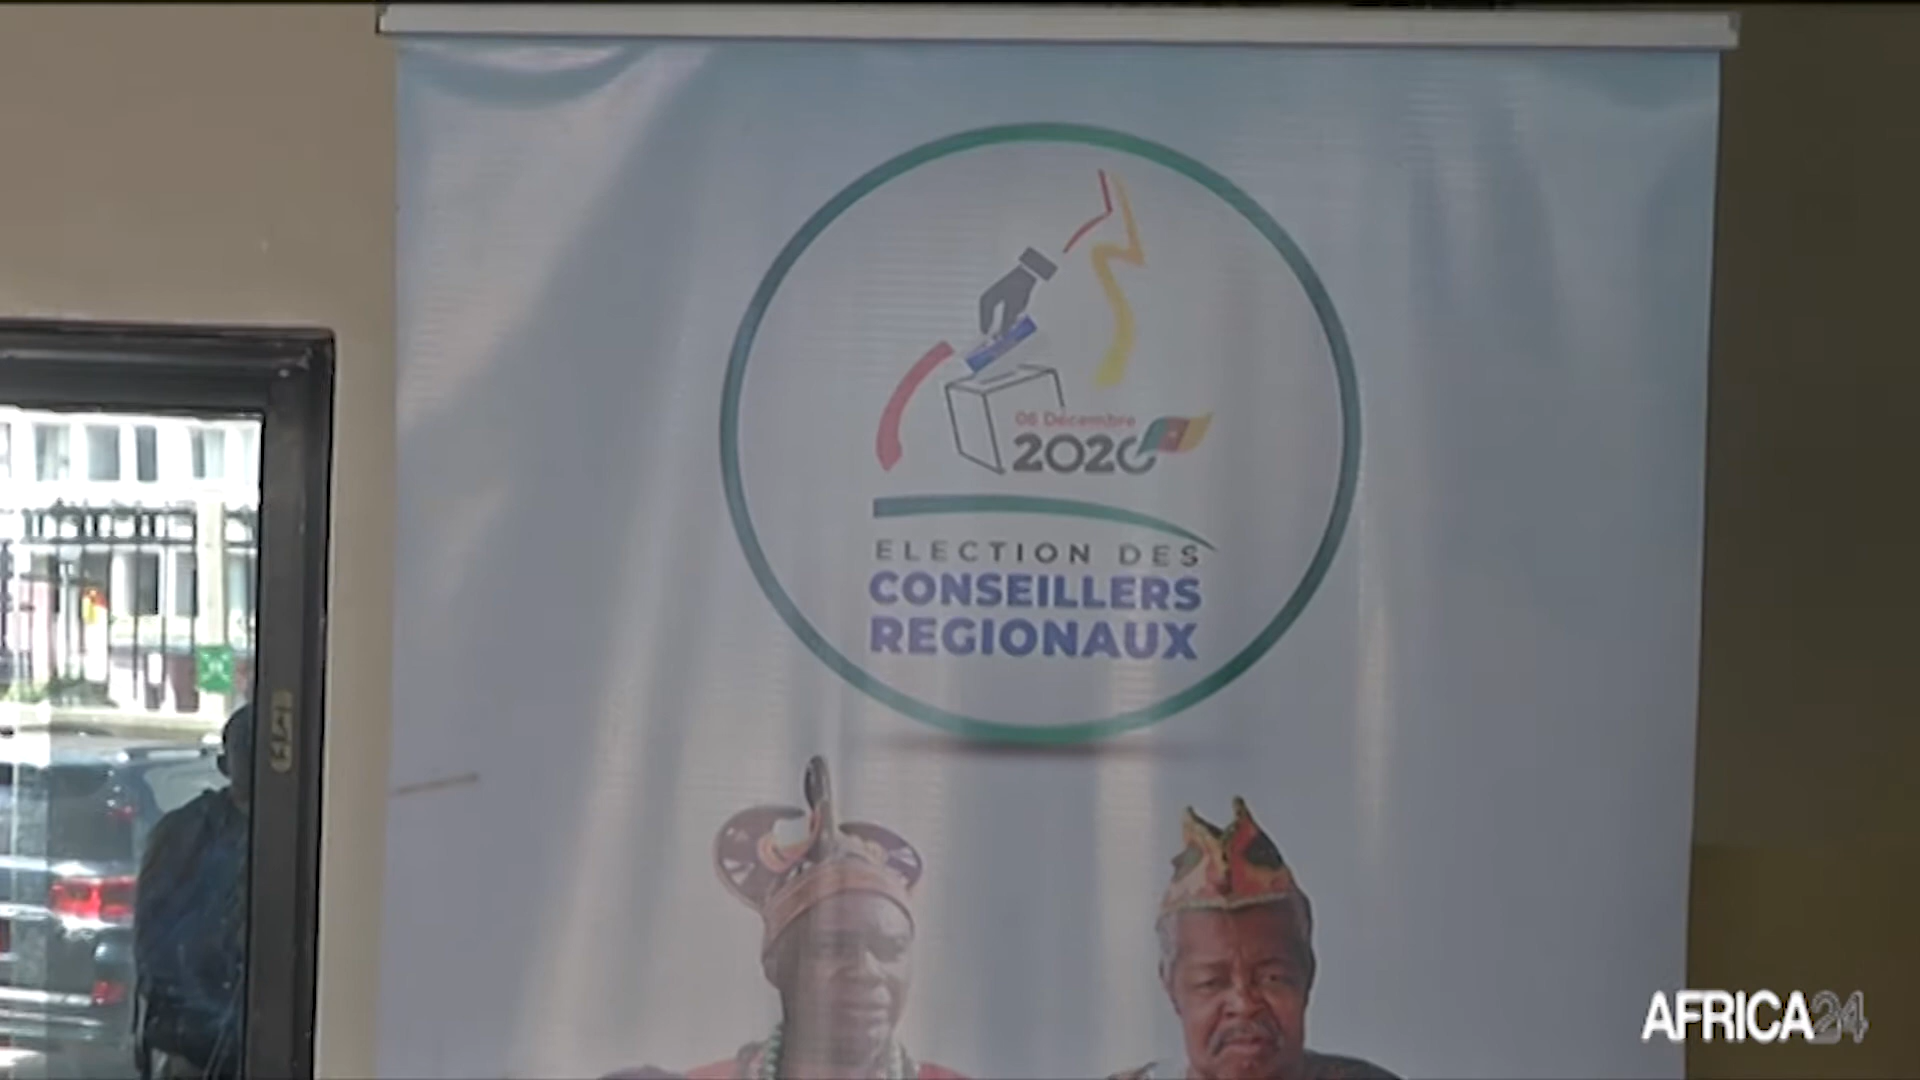 06 Décembre
2020
ELECTION DES
CONSEILLERS
REGIONAUX
AFRICA24